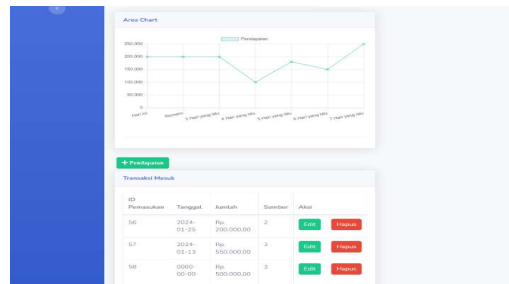 Area Chart
Pendapatan
250,000
200,000
150,000
100,000
50,000
0
Hari ini
Kemarin
3 Hari yang lalu
4 Hari yang lalu
5 Hari yang lalu
6 Hari yang lalu
7 Hari yang lalu
+ Pendapatan
Transaksi Masuk
ID
Pemasukan Tanggal Jumlah Sumber Aksi
56 2024- Rp. 2 Edit Hapus
01-25 200.000,00
57 2024- Rp. 3 Edit Hapus
01-13 550.000,00
58 0000- Rp. 3 Edit Hapus
00-00 500.000,00